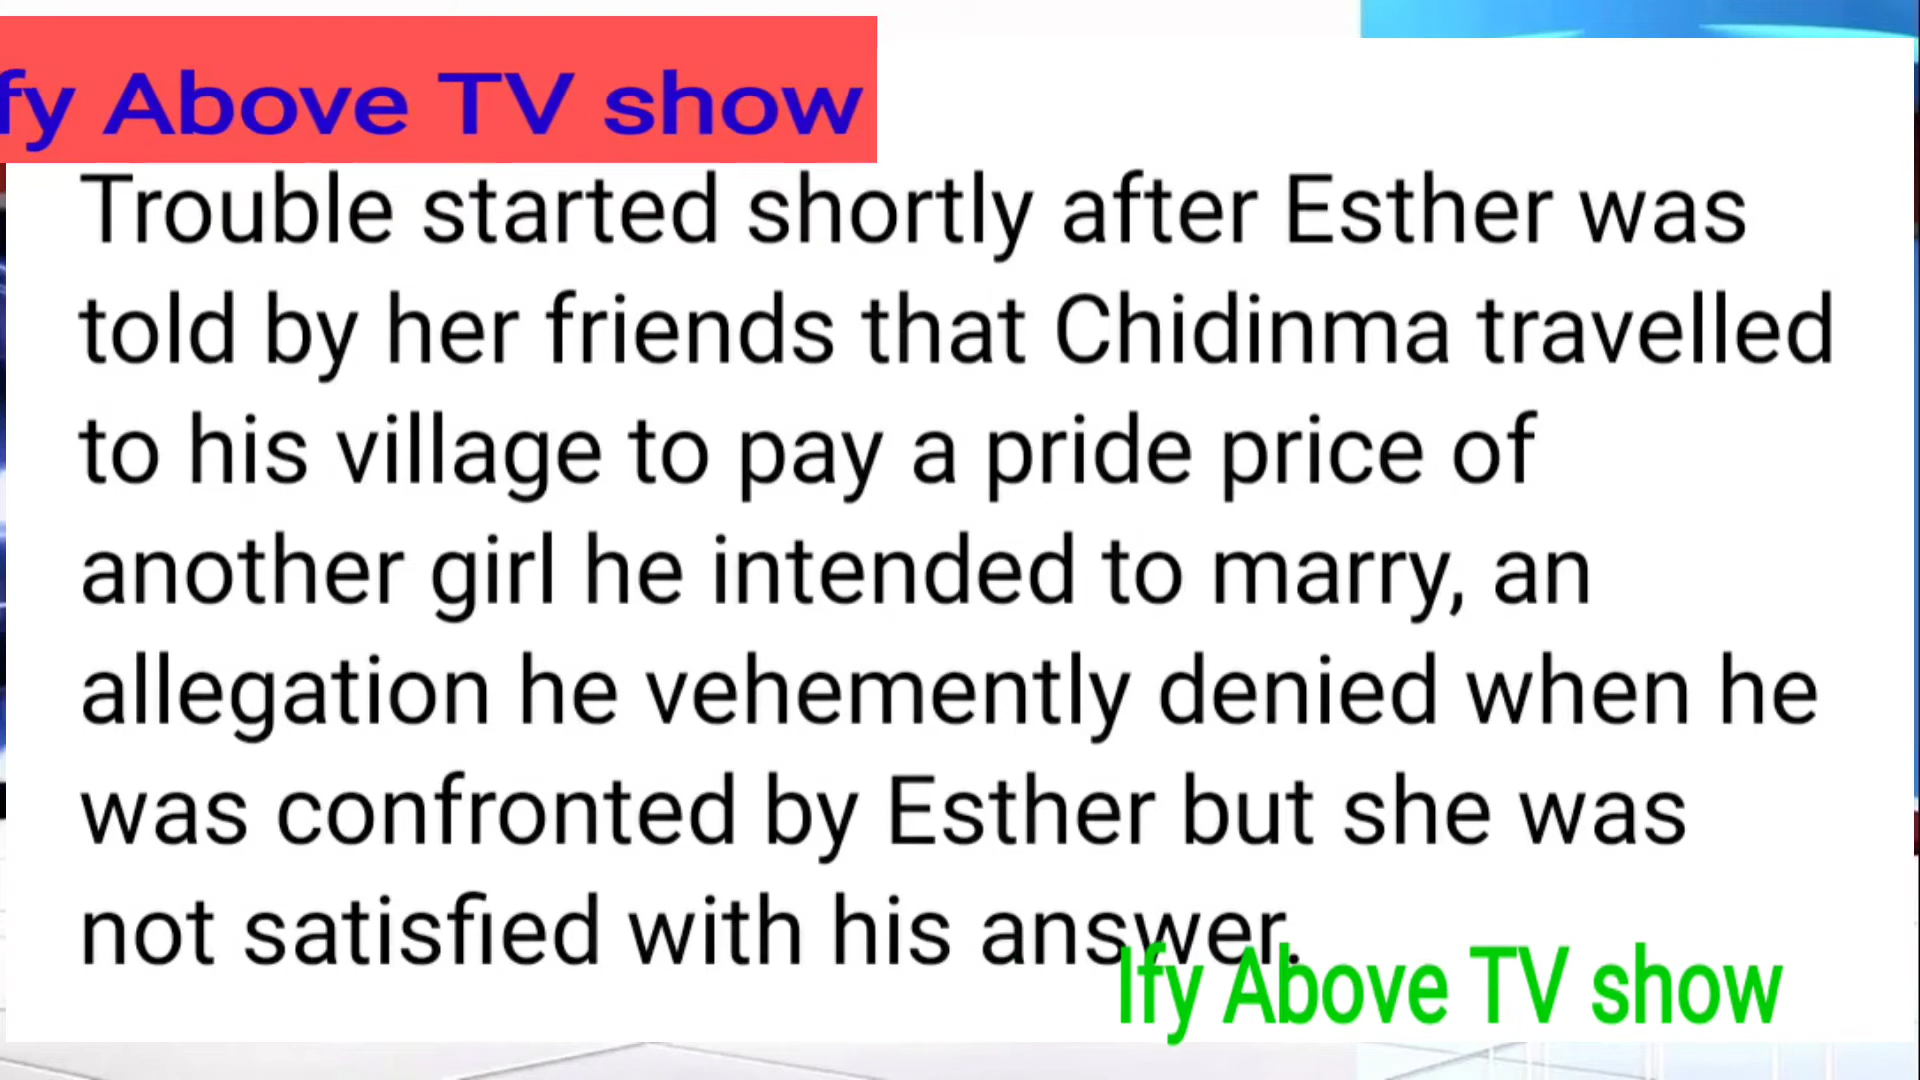 fy Above TV show
Trouble started shortly after Esther was
told by her friends that Chidinma travelled
to his village to pay a pride price of
another girl he intended to marry, an
allegation he vehemently denied when he
was confronted by Esther but she was
not satisfied with his answer.
Ify Above TV show